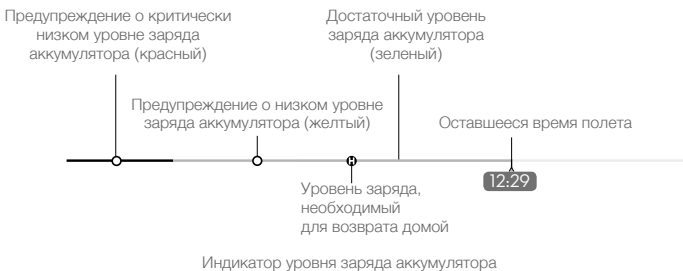 Предупреждение о критически
низком уровне заряда
аккумулятора (красный)
Достаточный уровень
заряда аккумулятора
(зеленый)
Предупреждение о низком уровне
заряда аккумулятора (желтый)
Оставшееся время полета
H
12:29
Уровень заряда,
необходимый
для возврата домой
Индикатор уровня заряда аккумулятора